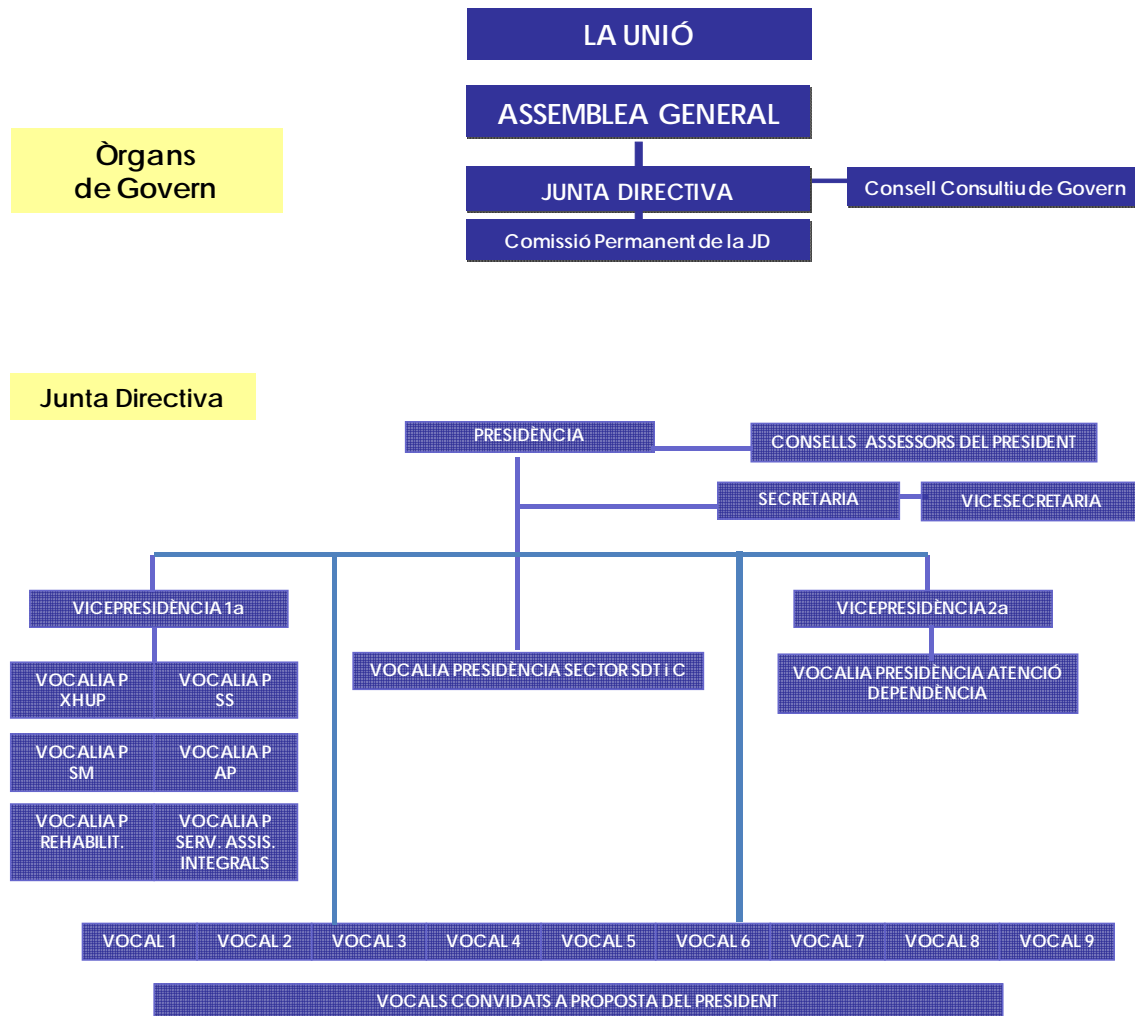 LA UNIÓ
ASSEMBLEA GENERAL
Òrgans
de Govern
JUNTA DIRECTIVA
Consell Consultiu de Govern
Comissió Permanent de la JD
Junta Directiva
PRESIDÈNCIA
CONSELLS ASSESSORS DEL PRESIDENT
SECRETARIA
VICESECRETARIA
VICEPRESIDÈNCIA 1a
VICEPRESIDÈNCIA 2a
VOCALIA PRESIDÈNCIA SECTOR SDT i C
VOCALIA PRESIDÈNCIA ATENCIÓ
DEPENDÈNCIA
VOCALIA P
XHUP
VOCALIA P
SS
VOCALIA P
SM
VOCALIA P
AP
VOCALIA P
REHABILIT.
VOCALIA P
SERV. ASSIS.
INTEGRALS
VOCAL 1
VOCAL 2
VOCAL 3
VOCAL 4
VOCAL 5
VOCAL 6
VOCAL 7
VOCAL 8
VOCAL 9
VOCALS CONVIDATS A PROPOSTA DEL PRESIDENT